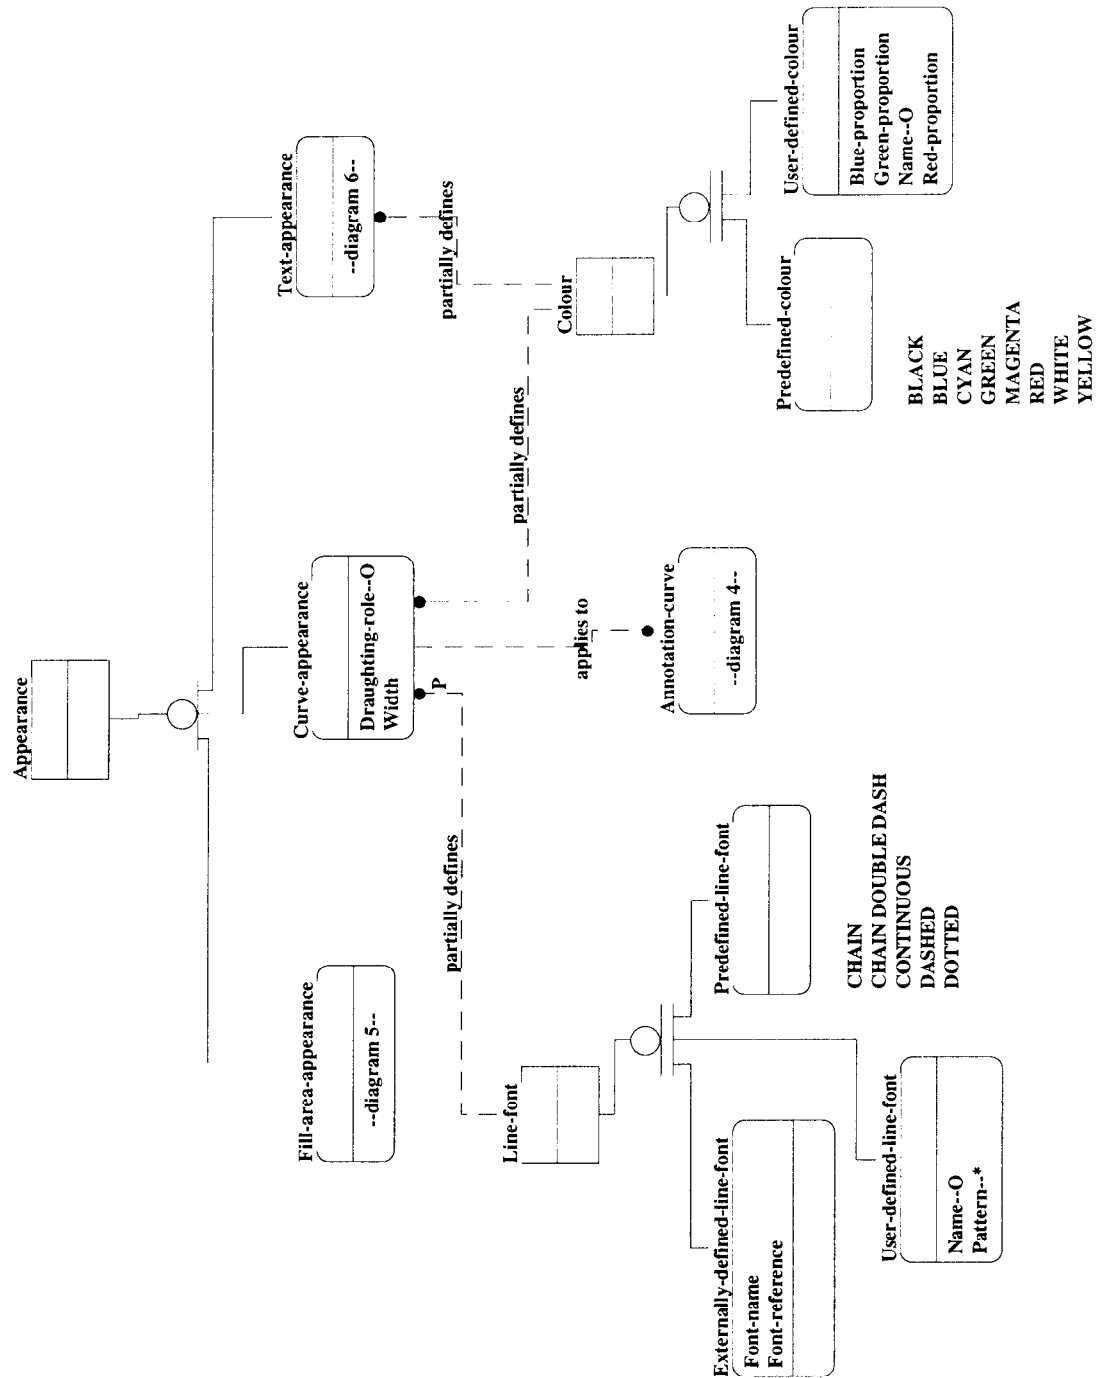 Appearance
Fill-area-appearance
--diagram 5--
Curve-appearance
Draughting-role--O
Width
Text-appearance
--diagram 6--
P
partially defines
applies to
partially defines
partially defines
Line-font
Annotation-curve
--diagram 4--
Colour
Externally-defined-line-font
Font-name
Font-reference
User-defined-line-font
Name--O
Pattern--*
Predefined-line-font
CHAIN
CHAIN DOUBLE DASH
CONTINUOUS
DASHED
DOTTED
Predefined-colour
BLACK
BLUE
CYAN
GREEN
MAGENTA
RED
WHITE
YELLOW
User-defined-colour
Blue-proportion
Green-proportion
Name--O
Red-proportion